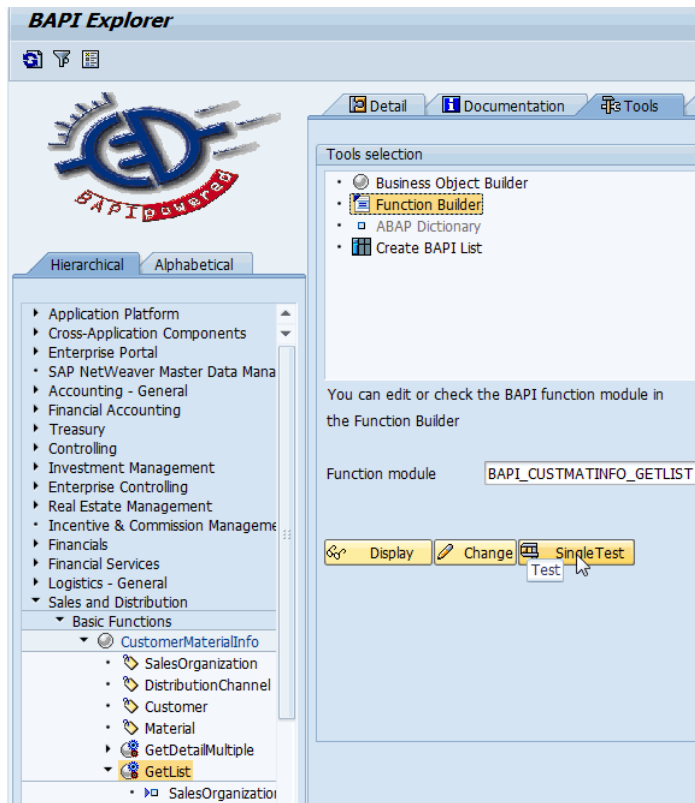 BAPI Explorer
BAPIpowered
Detail
Documentation
Tools
Tools selection
Business Object Builder
Function Builder
ABAP Dictionary
Create BAPI List
You can edit or check the BAPI function module in
the Function Builder
Function module
BAPI_CUSTMATINFO_GETLIST
Display
Change
SingleTest
Test
Hierarchical
Alphabetical
Application Platform
Cross-Application Components
Enterprise Portal
SAP NetWeaver Master Data Mana
Accounting - General
Financial Accounting
Treasury
Controlling
Investment Management
Enterprise Controlling
Real Estate Management
Incentive & Commission Manageme
Financials
Financial Services
Logistics - General
Sales and Distribution
Basic Functions
CustomerMaterialInfo
SalesOrganization
DistributionChannel
Customer
Material
GetDetailMultiple
GetList
SalesOrganization